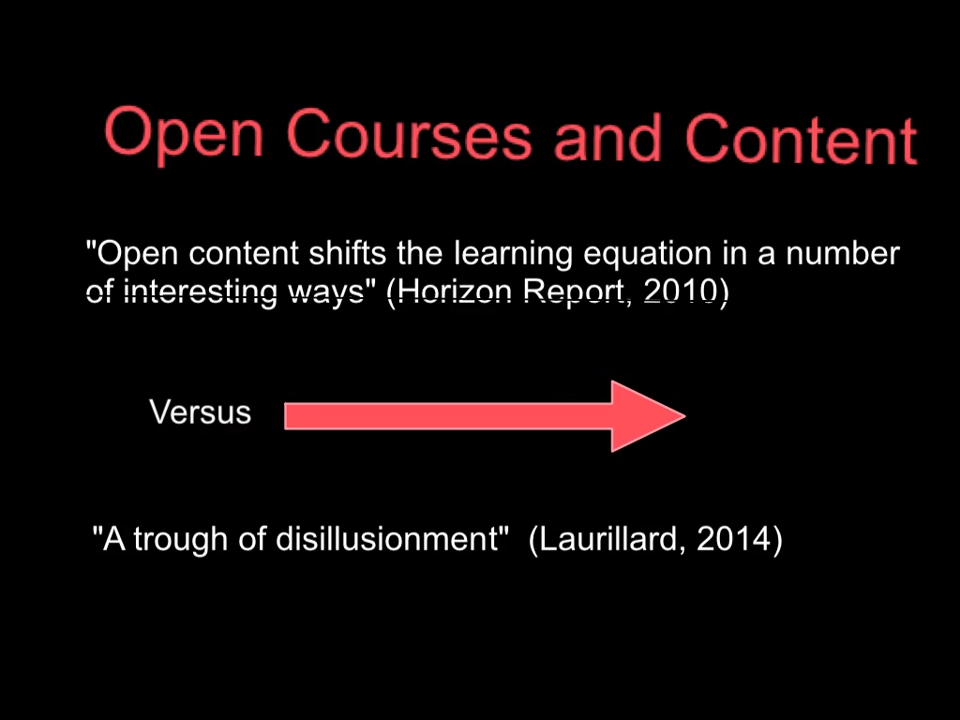 Open Courses and Content
"Open content shifts the learning equation in a number
of interesting ways" (Horizon Report, 2010)
Versus
"A trough of disillusionment" (Laurillard, 2014)